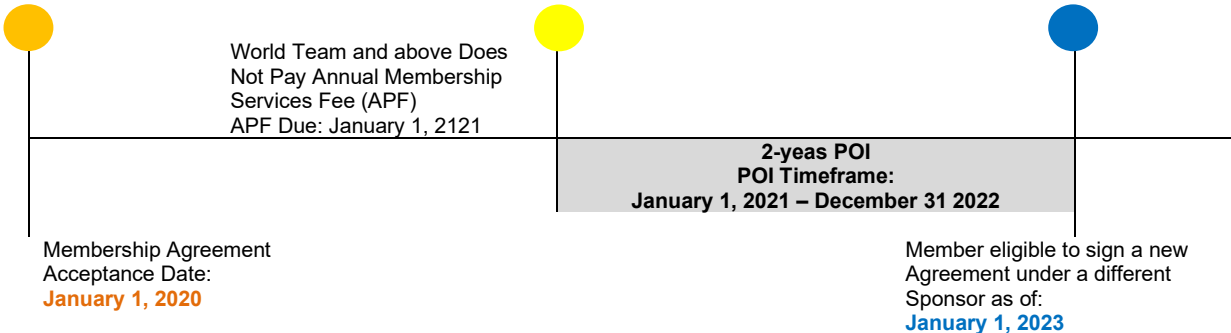 World Team and above Does
Not Pay Annual Membership
Services Fee (APF)
APF Due: January 1, 2121
2-yeas POI
POI Timeframe:
January 1, 2021 – December 31 2022
Membership Agreement
Acceptance Date:
January 1, 2020
Member eligible to sign a new
Agreement under a different
Sponsor as of:
January 1, 2023